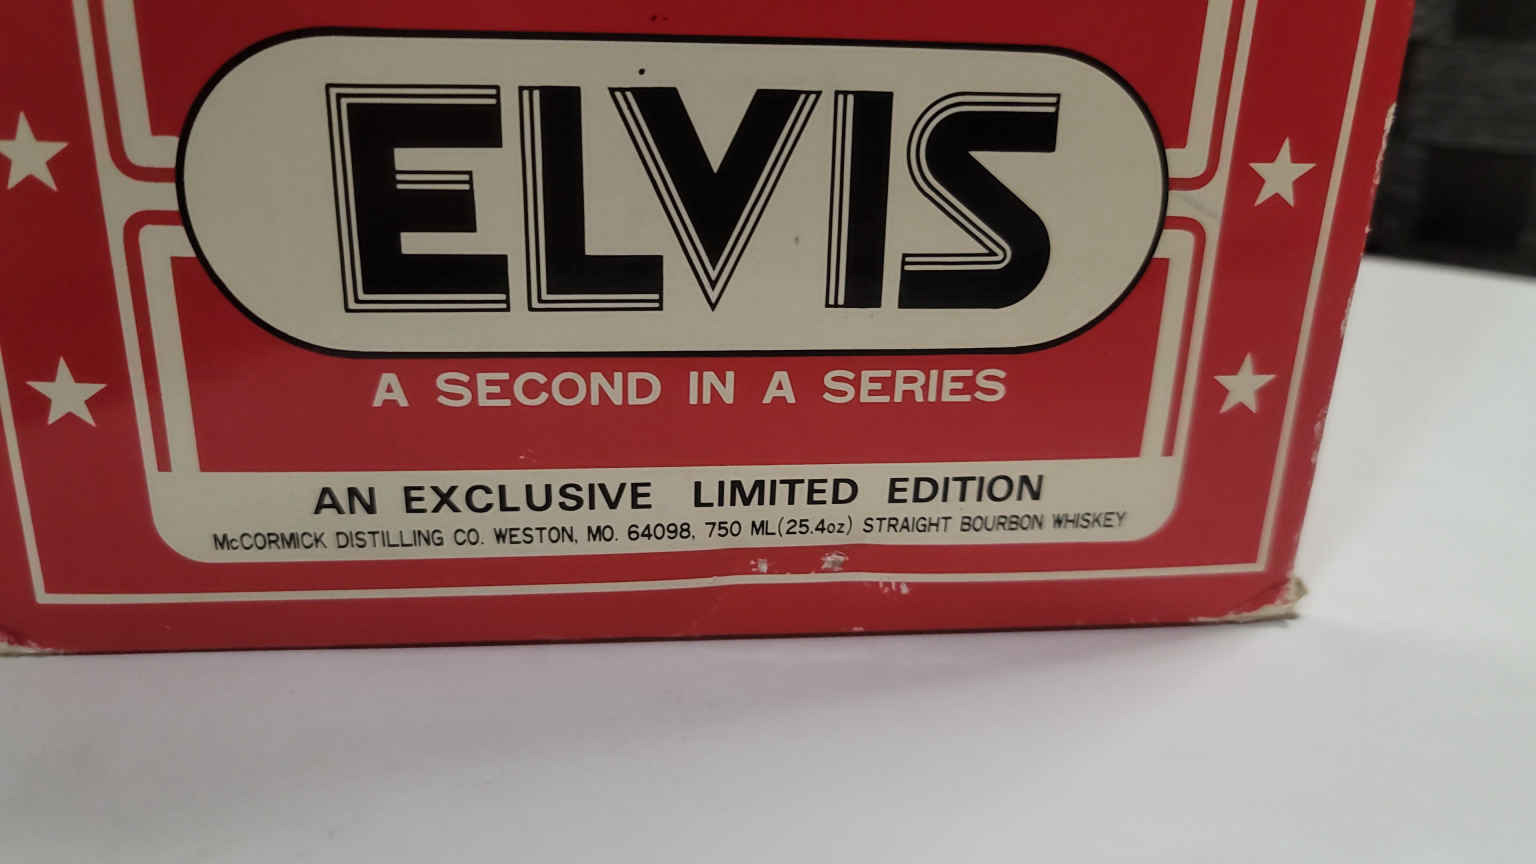 ELVIS
A SECOND IN A SERIES
AN EXCLUSIVE LIMITED EDITION
McCORMICK DISTILLING CO. WESTON, MO. 64098, 750 ML(25.4oz) STRAIGHT BOURBON WHISKEY